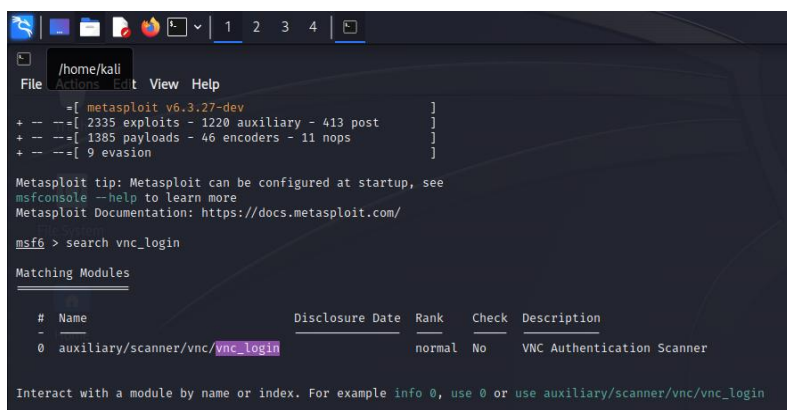 1 2 3 4
/home/kali
File Actions Edit View Help
=[ metasploit v6.3.27-dev ]
+ -- --=[ 2335 exploits - 1220 auxiliary - 413 post ]
+ -- --=[ 1385 payloads - 46 encoders - 11 nops ]
+ -- --=[ 9 evasion ]
Metasploit tip: Metasploit can be configured at startup, see
msfconsole --help to learn more
Metasploit Documentation: https://docs.metasploit.com/
File System
msf6 > search vnc_login
Matching Modules
# Name Disclosure Date Rank Check Description
- ---- --------------- ---- ----- -----------
0 auxiliary/scanner/vnc/vnc_login normal No VNC Authentication Scanner
Interact with a module by name or index. For example info 0, use 0 or use auxiliary/scanner/vnc/vnc_login